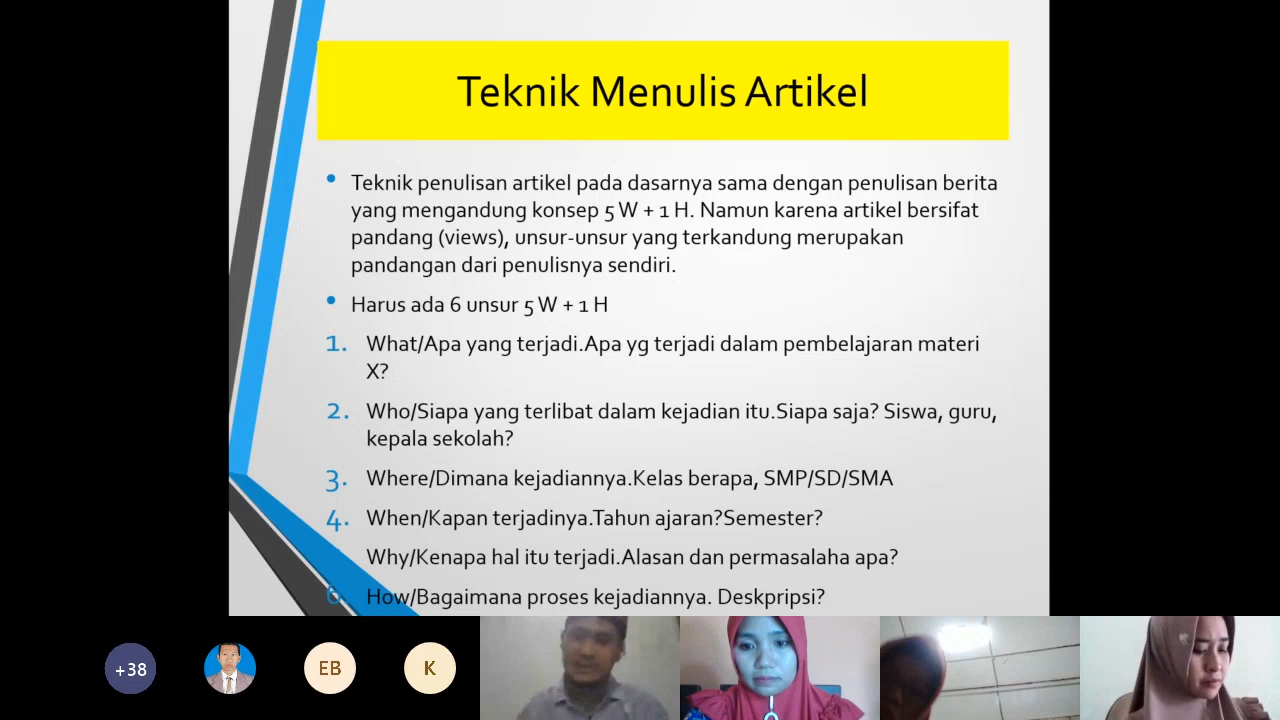 Teknik Menulis Artikel
• Teknik penulisan artikel pada dasarnya sama dengan penulisan berita
yang mengandung konsep 5 W + 1 H. Namun karena artikel bersifat
pandang (views), unsur-unsur yang terkandung merupakan
pandangan dari penulisnya sendiri.
• Harus ada 6 unsur 5 W + 1 H
1. What/Apa yang terjadi.Apa yg terjadi dalam pembelajaran materi
X?
2. Who/Siapa yang terlibat dalam kejadian itu.Siapa saja? Siswa, guru,
kepala sekolah?
3. Where/Dimana kejadiannya.Kelas berapa, SMP/SD/SMA
4. When/Kapan terjadinya.Tahun ajaran?Semester?
Why/Kenapa hal itu terjadi.Alasan dan permasalaha apa?
6. How/Bagaimana proses kejadiannya. Deskpripsi?
+38
EB
K